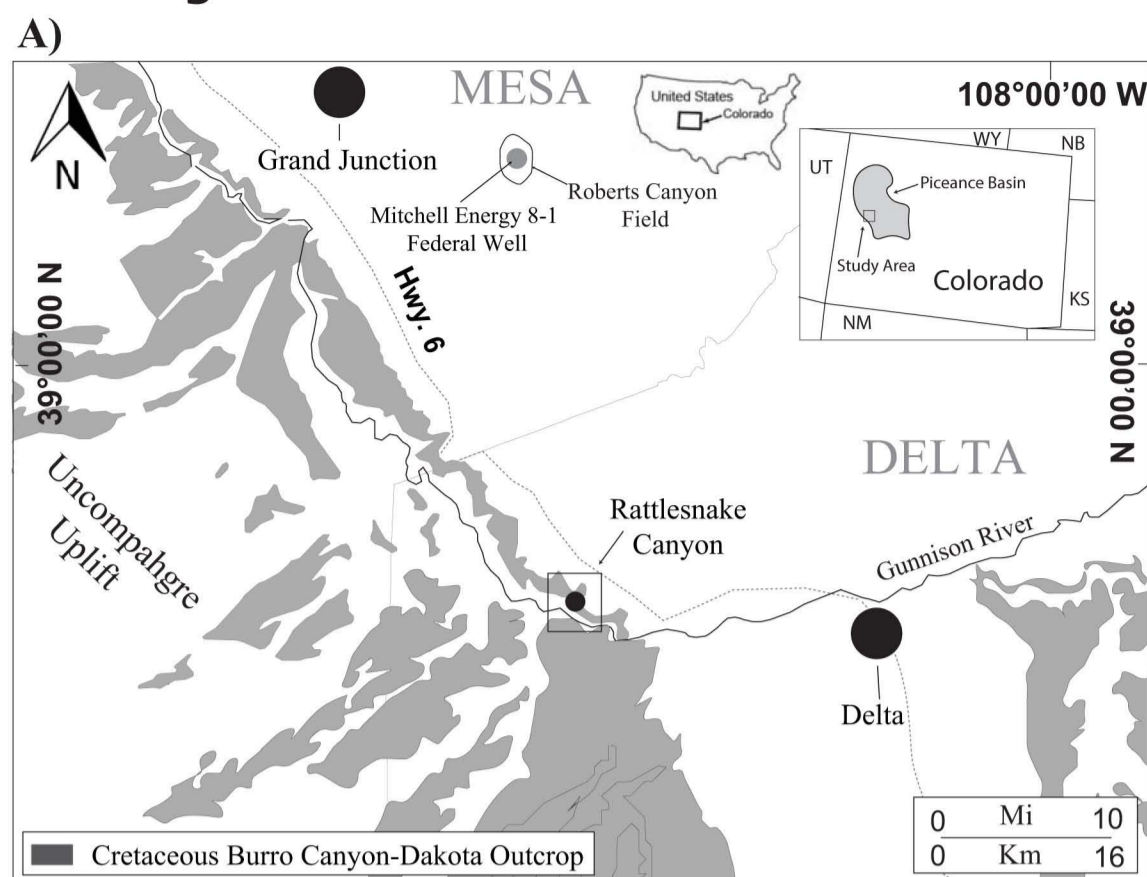 A)
MESA
108°00'00 W
United States
Colorado
N
Grand Junction
Mitchell Energy 8-1
Federal Well
Roberts Canyon
Field
UT
WY
NB
Piceance Basin
Study Area
Colorado
KS
NM
Hwy. 6
39°00'00 N
39°00'00 N
DELTA
Uncompahgre
Uplift
Rattlesnake
Canyon
Gunnison River
Delta
0 Mi 10
0 Km 16
Cretaceous Burro Canyon-Dakota Outcrop